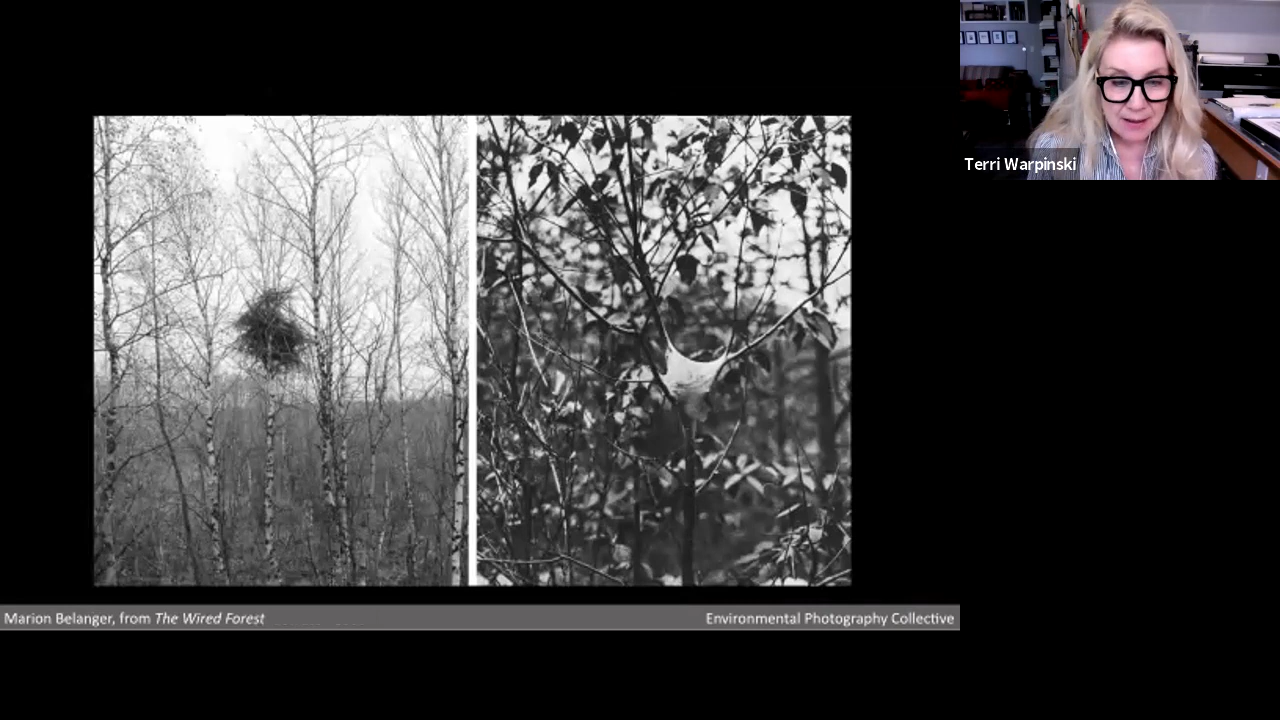 Terri Warpinski
Marion Belanger, from The Wired Forest
Environmental Photography Collective